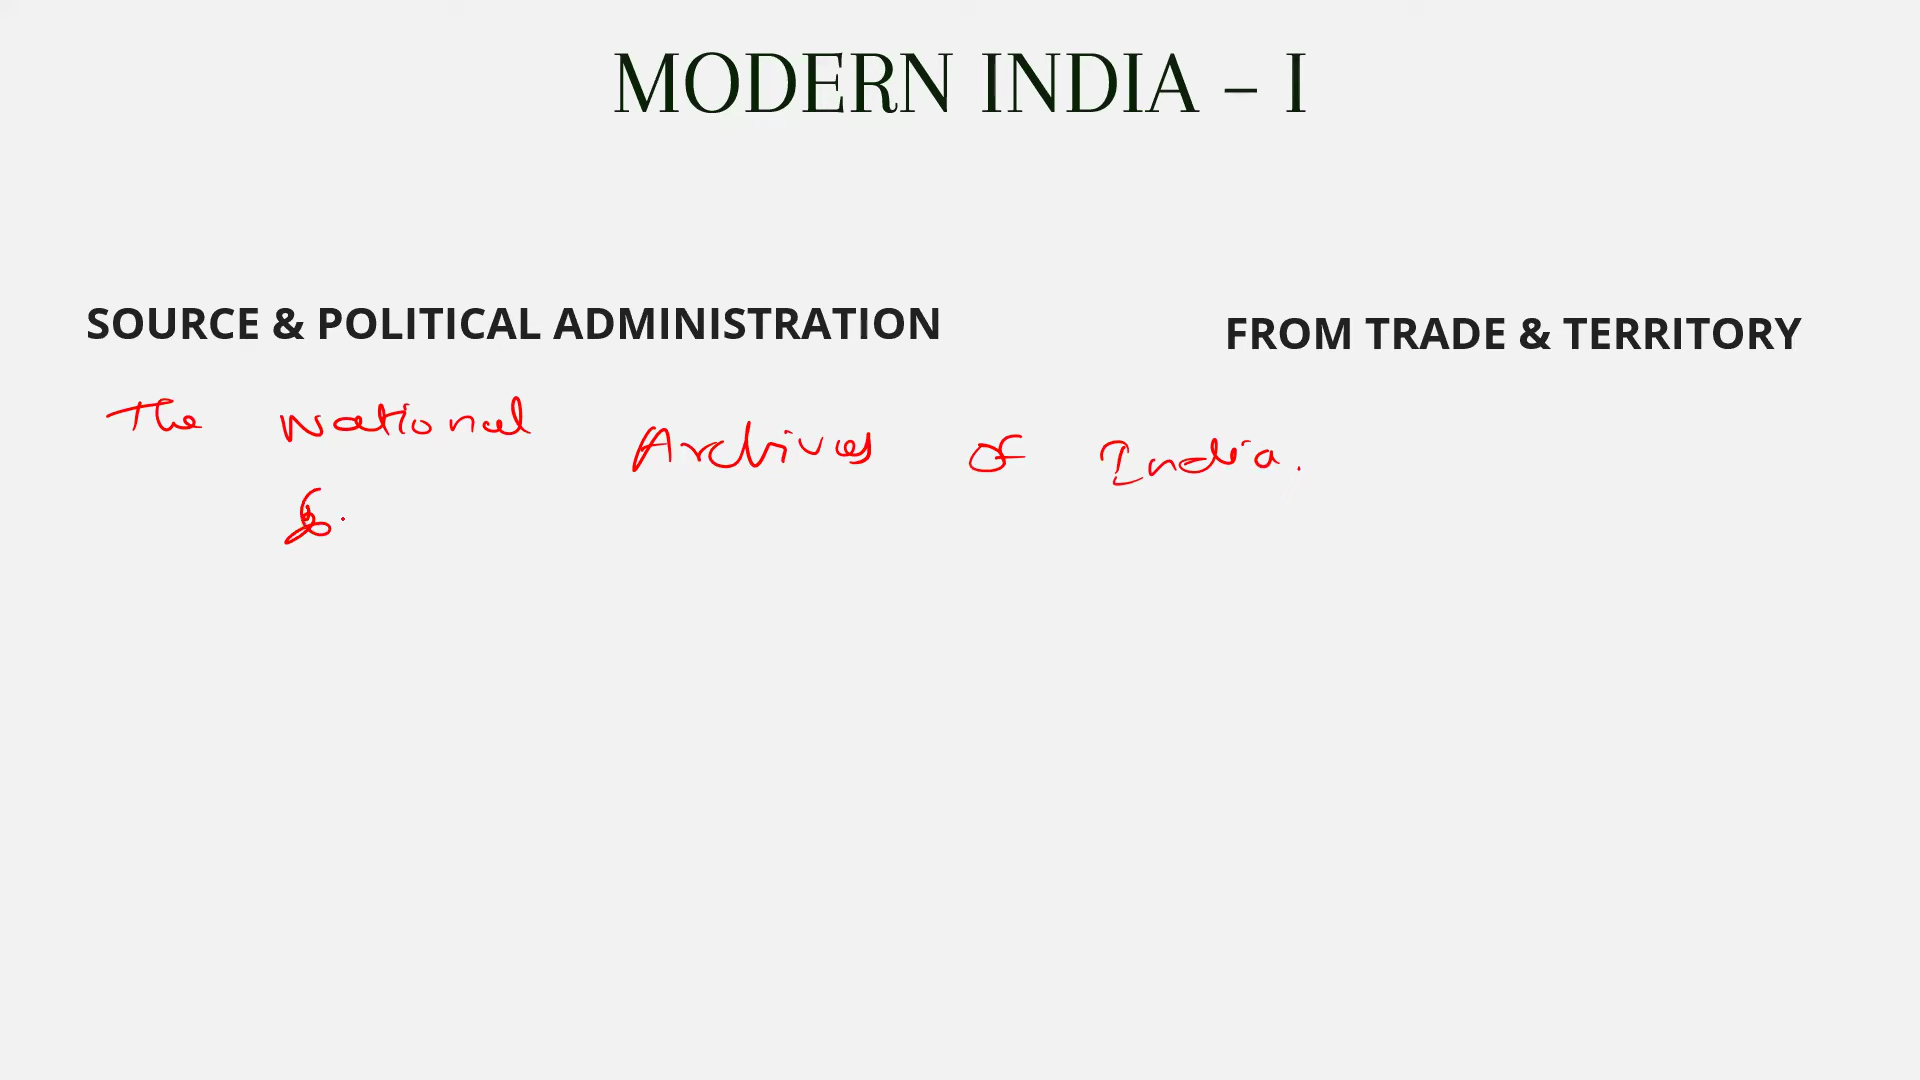 MODERN INDIA – I
SOURCE & POLITICAL ADMINISTRATION
FROM TRADE & TERRITORY
The National Archives of India.